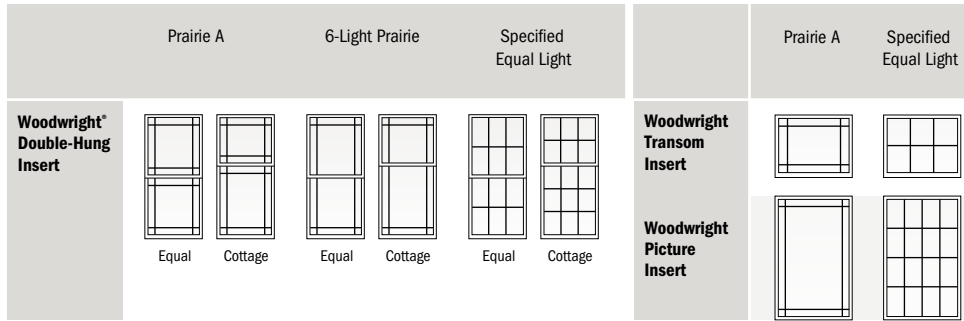 Prairie A
6-Light Prairie
Specified
Equal Light
Woodwright®
Double-Hung
Insert
Equal
Cottage
Equal
Cottage
Equal
Cottage
Prairie A
Specified
Equal Light
Woodwright
Transom
Insert
Woodwright
Picture
Insert